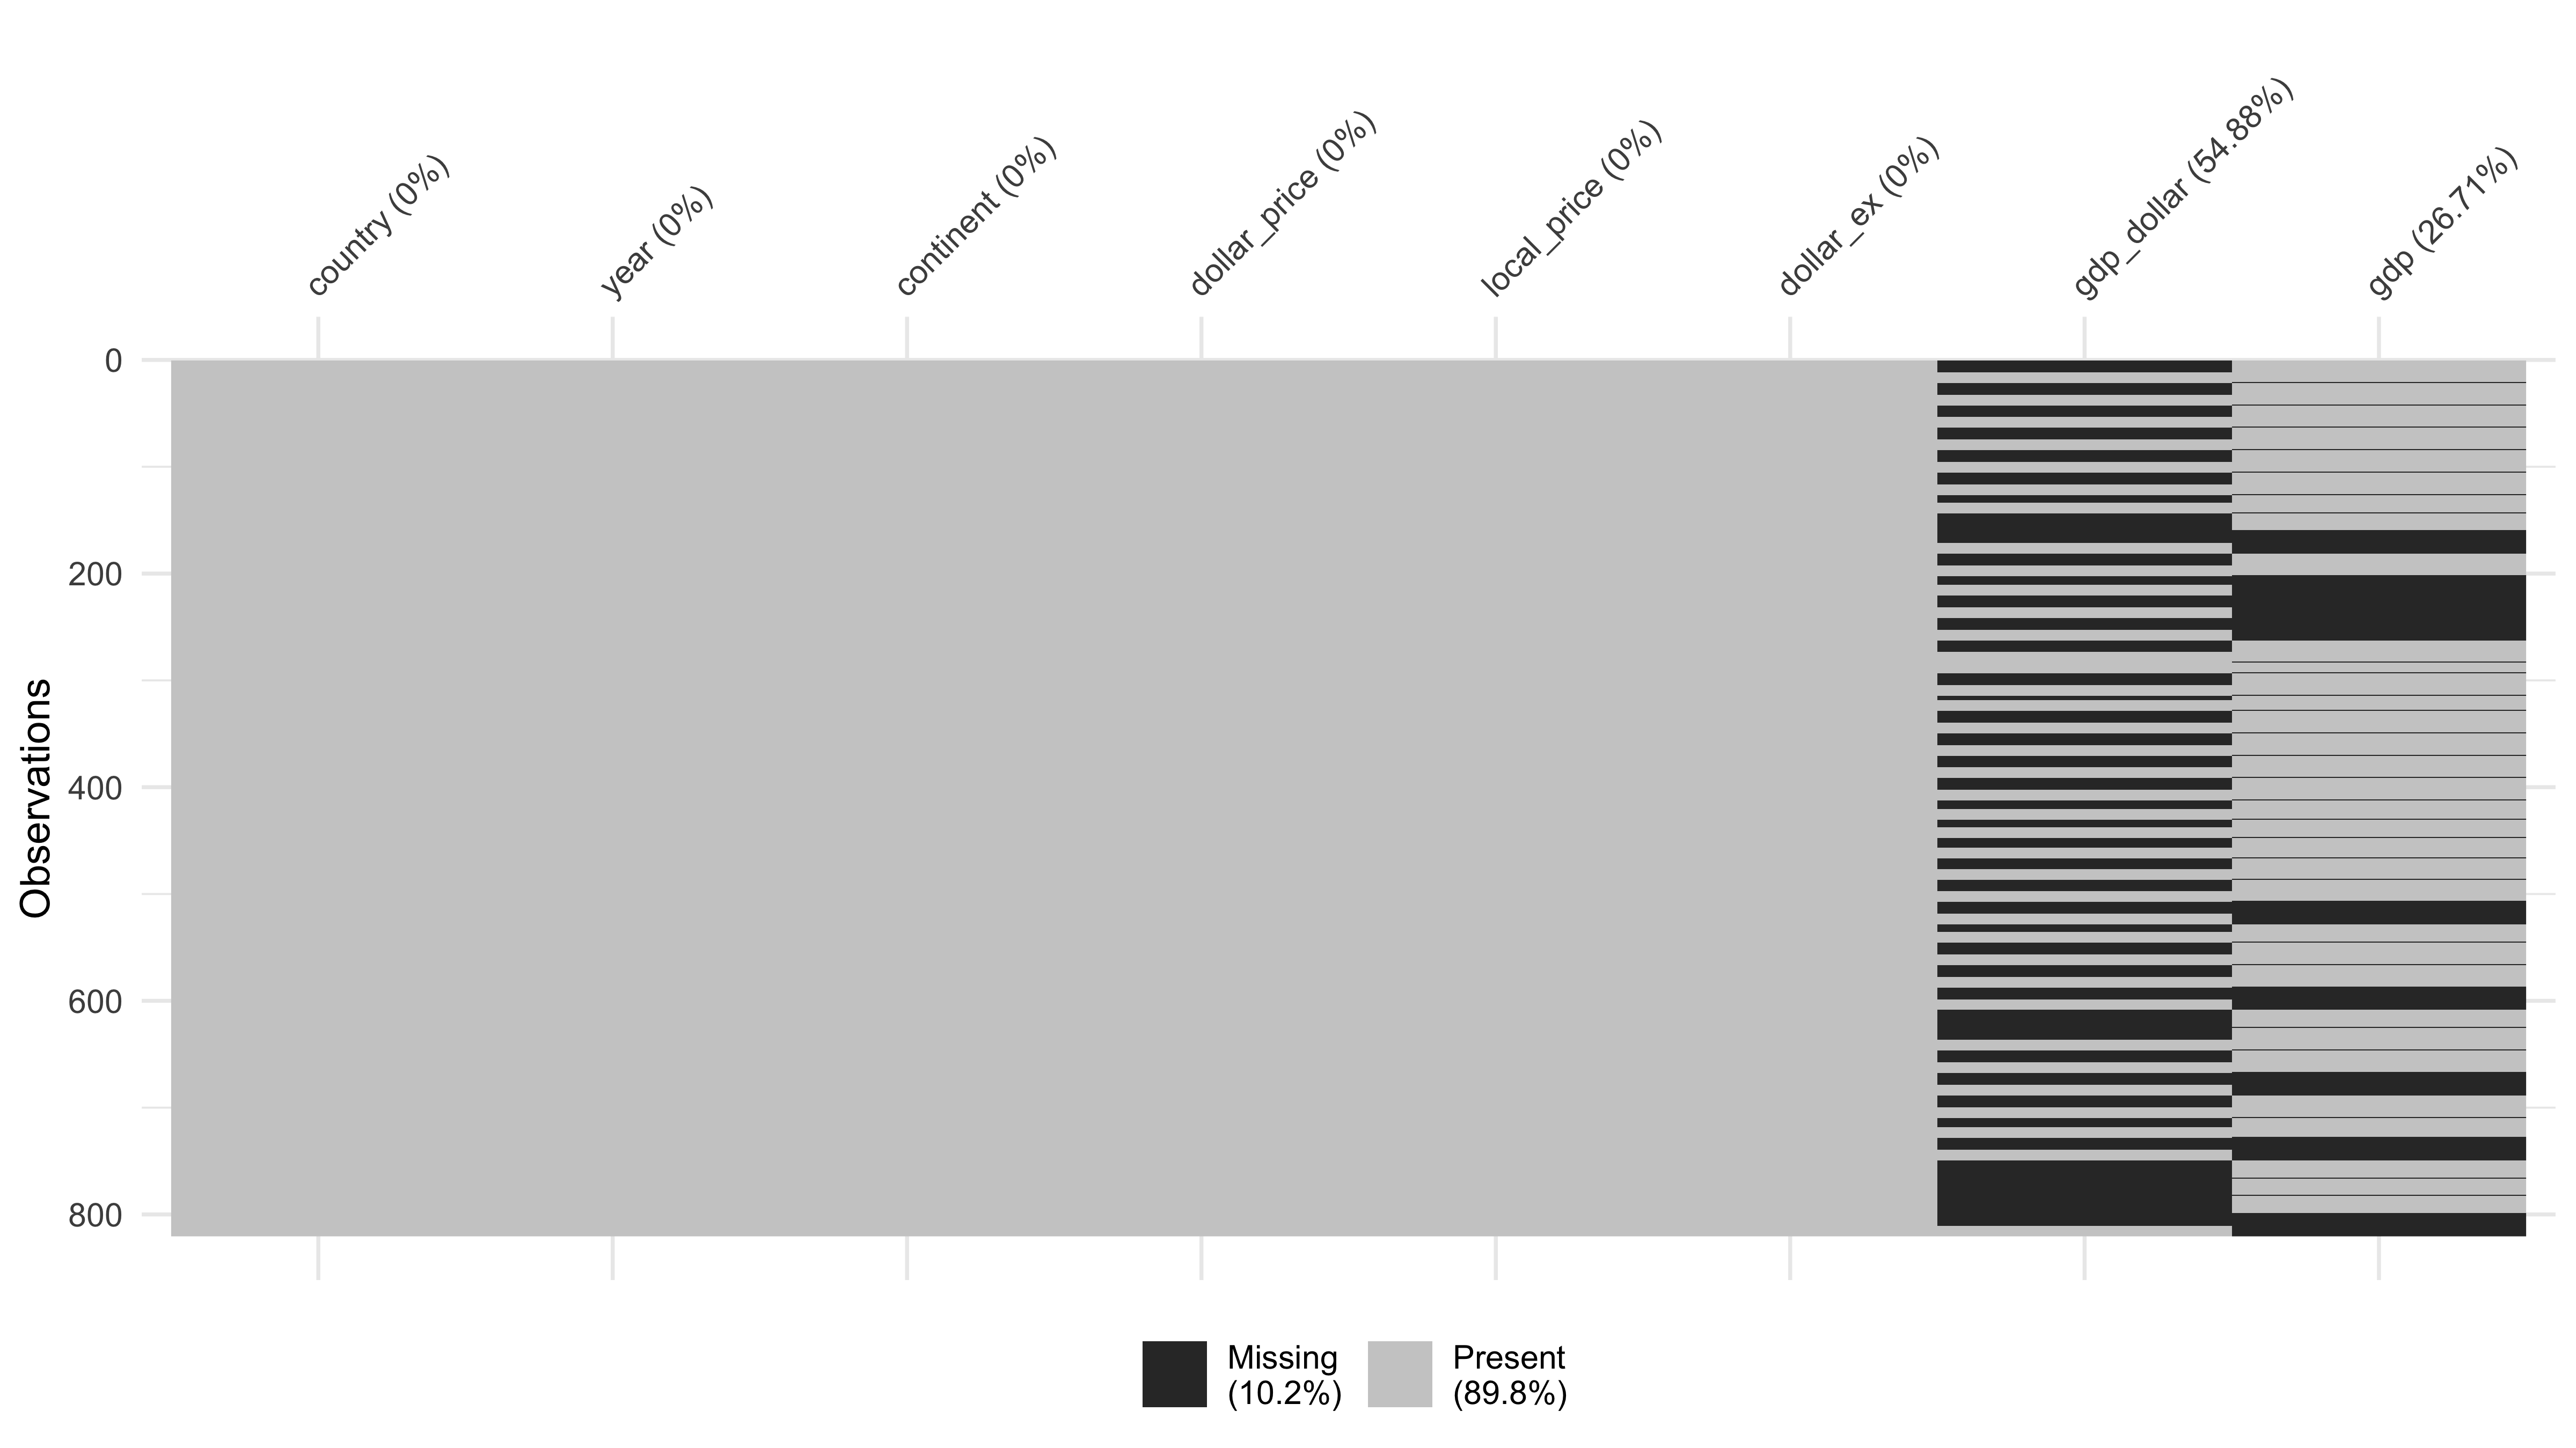 country (0%)
year (0%)
continent (0%)
dollar_price (0%)
local_price (0%)
dollar_ex (0%)
gdp_dollar (54.88%)
gdp (26.71%)
0
200
400
600
800
Observations
Missing
(10.2%)
Present
(89.8%)